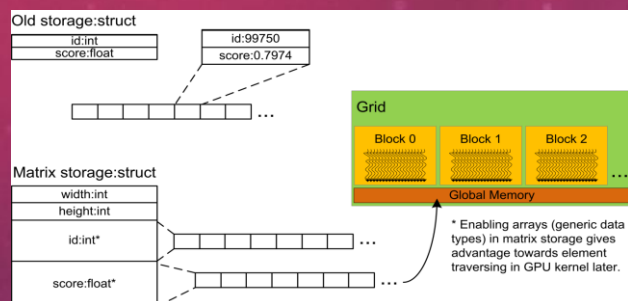 Old storage:struct
id:int
score:float
id:99750
score:0.7974
...
Matrix storage:struct
width:int
height:int
id:int*
score:float*
...
...
Grid
Block 0
Block 1
Block 2
...
Global Memory
* Enabling arrays (generic data
types) in matrix storage gives
advantage towards element
traversing in GPU kernel later.